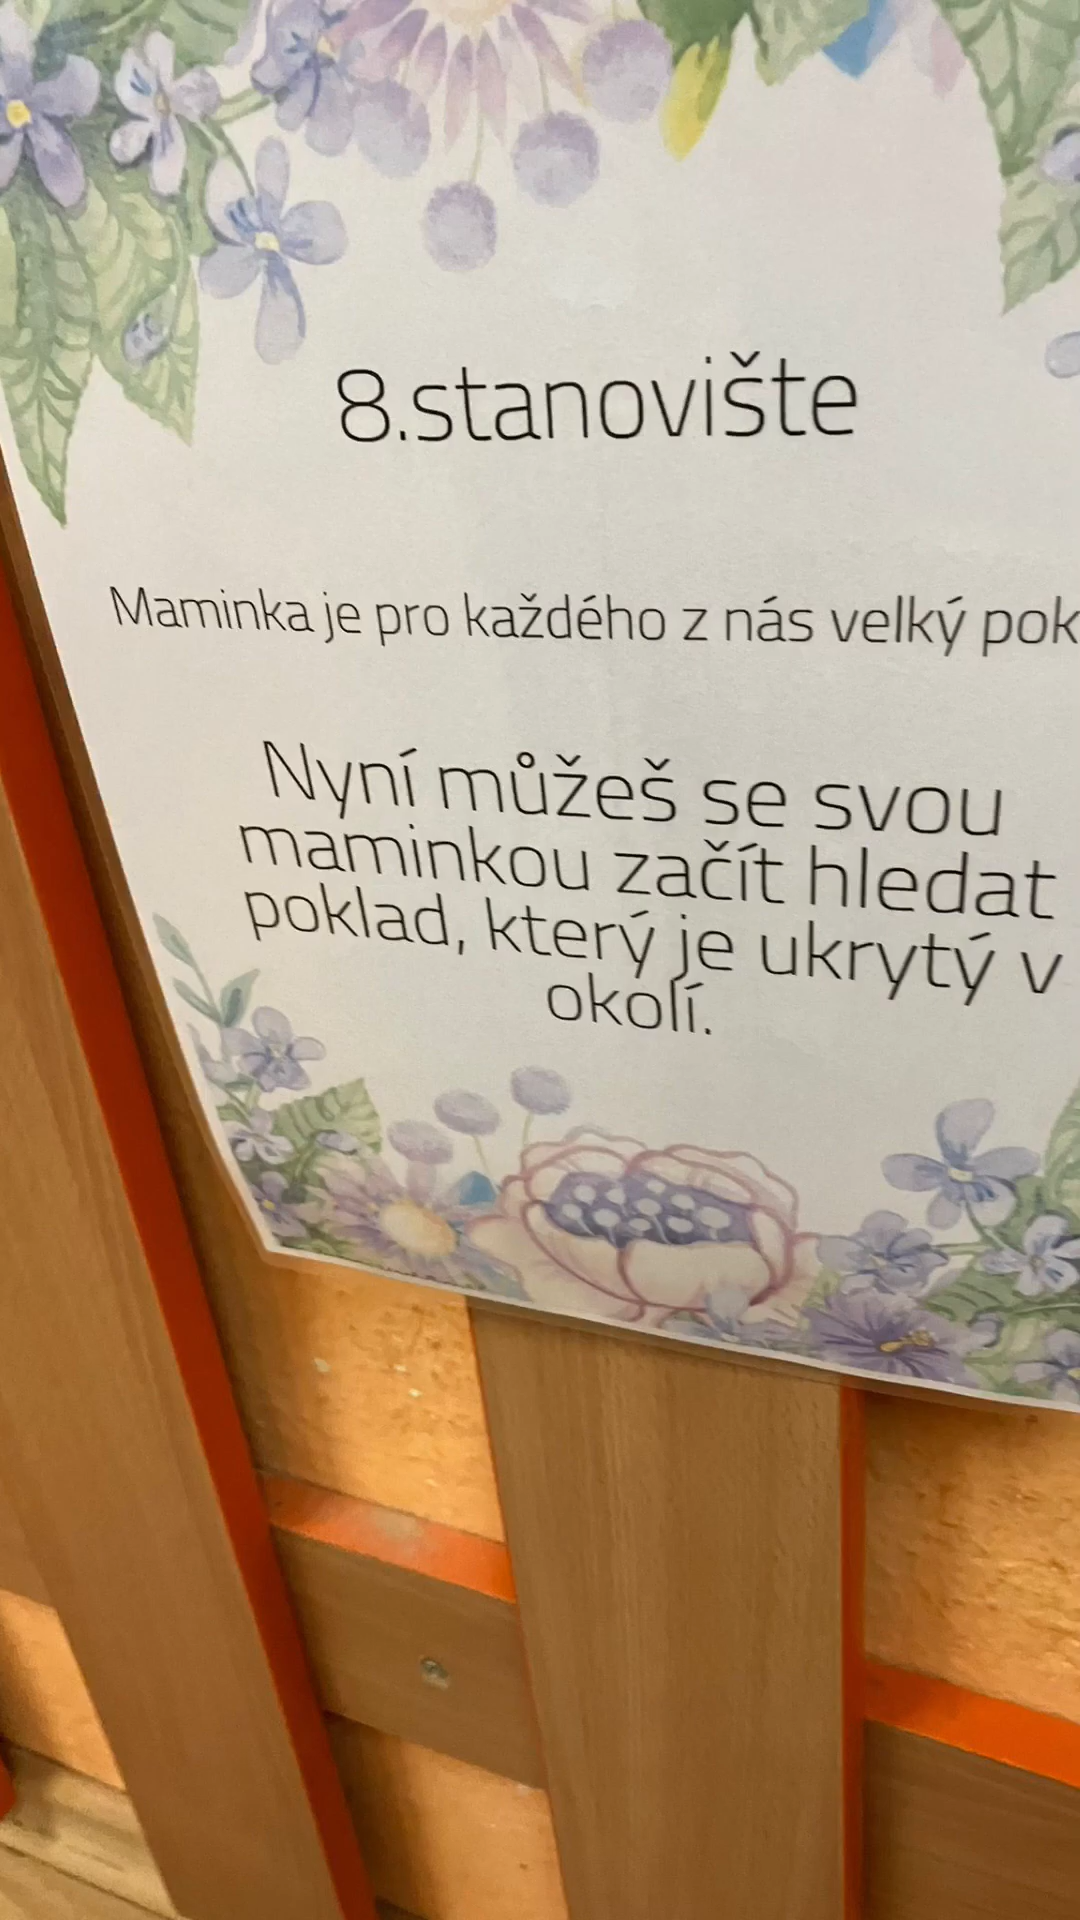 8.stanoviště
Maminka je pro každého z nás velký
Nyní můžeš se svou
maminkou začít hledat
poklad, který je ukrytý v
okolí.